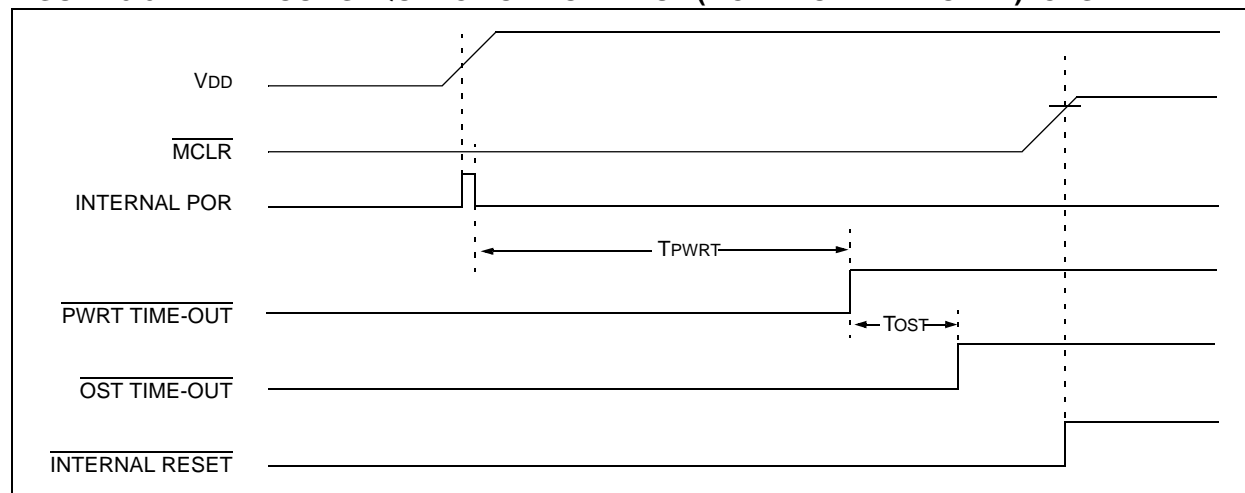 VDD
MCLR
INTERNAL POR
TPWRT
PWRT TIME-OUT
TOST
OST TIME-OUT
INTERNAL RESET